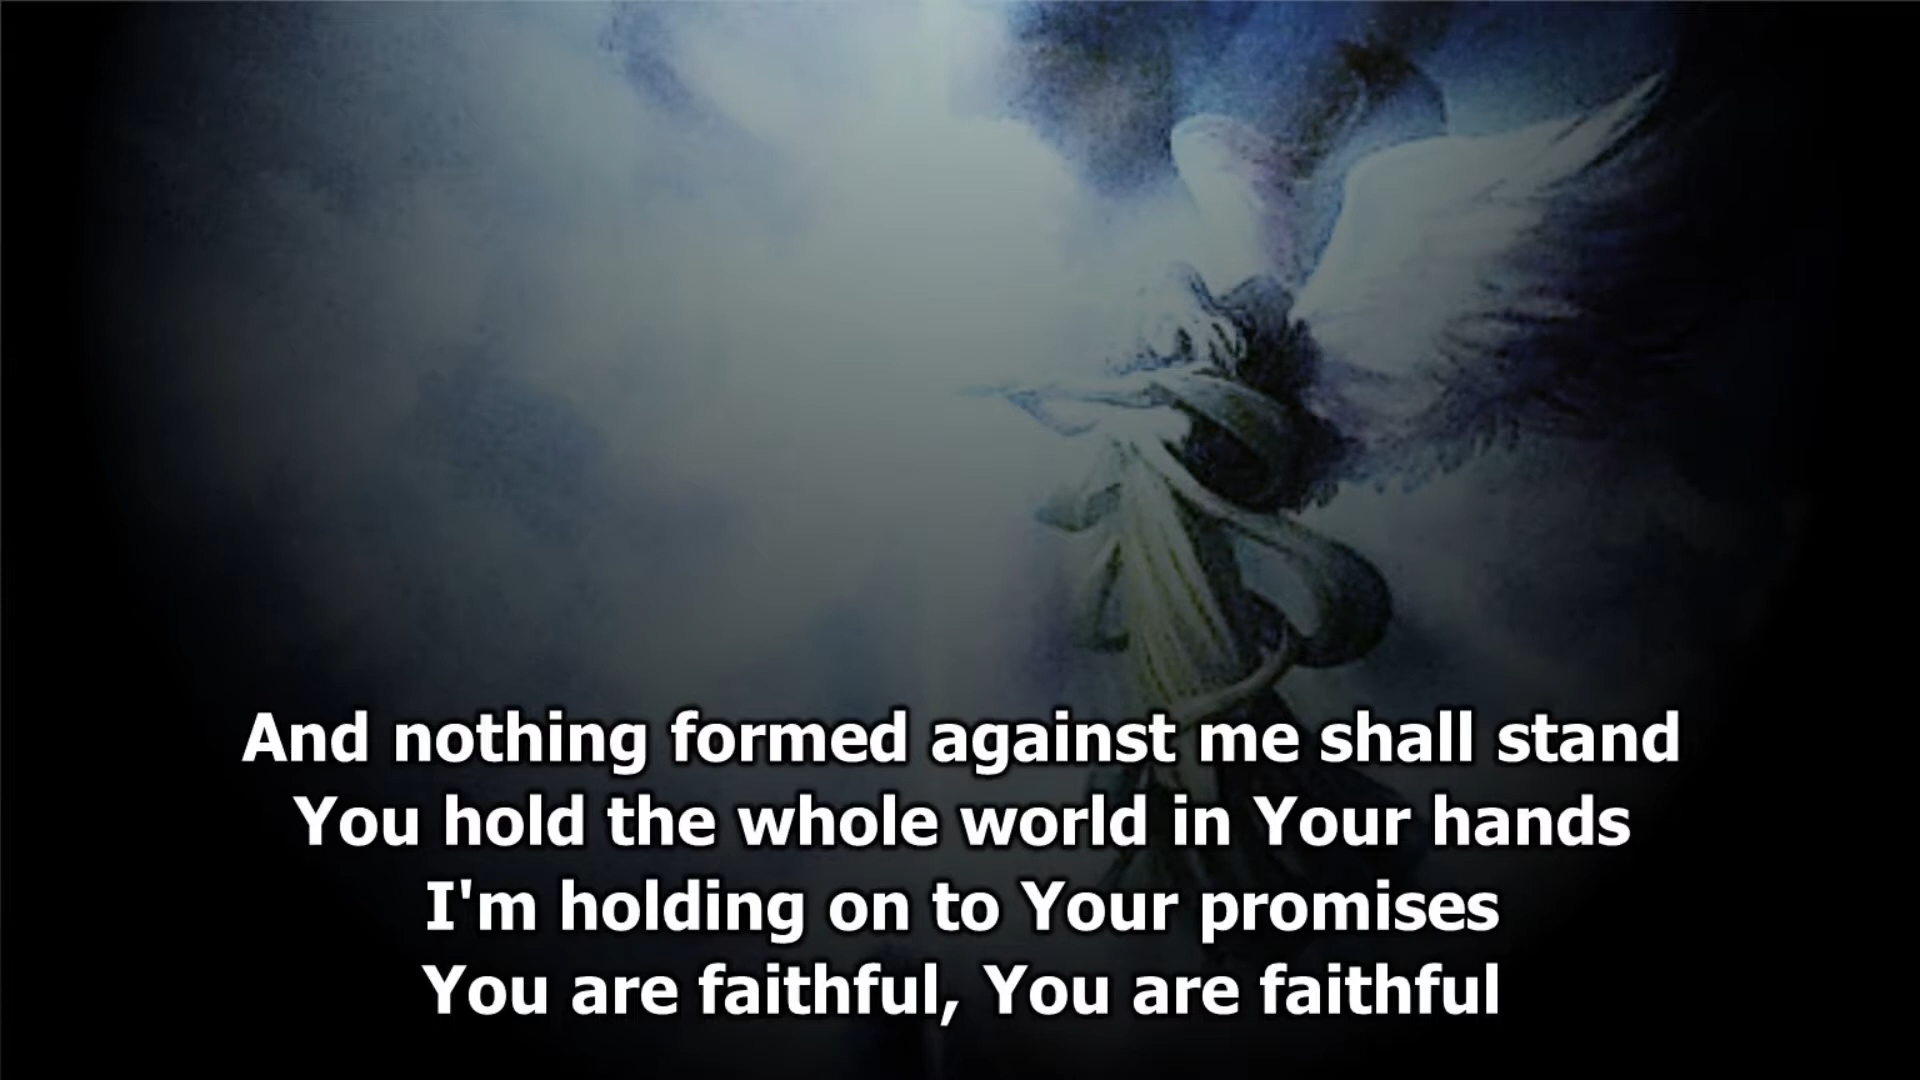 And nothing formed against me shall stand
You hold the whole world in Your hands
I'm holding on to Your promises
You are faithful, You are faithful